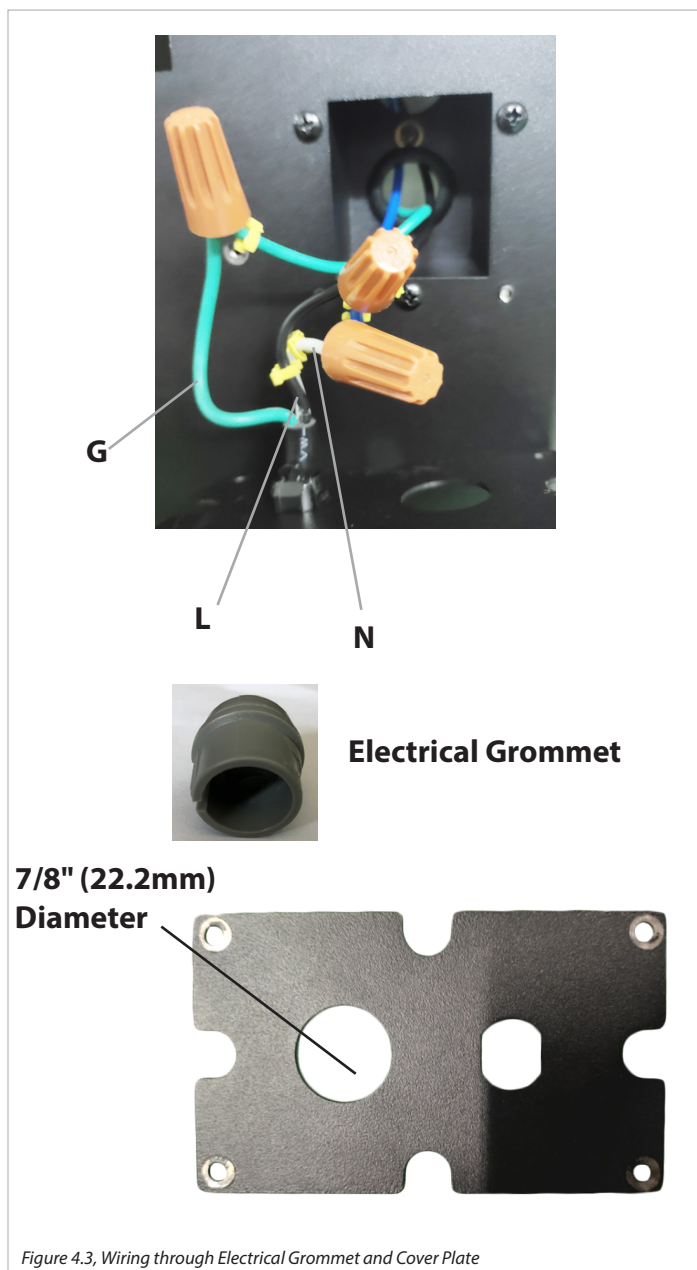 G
L
N
Electrical Grommet
7/8" (22.2mm)
Diameter
Figure 4.3, Wiring through Electrical Grommet and Cover Plate